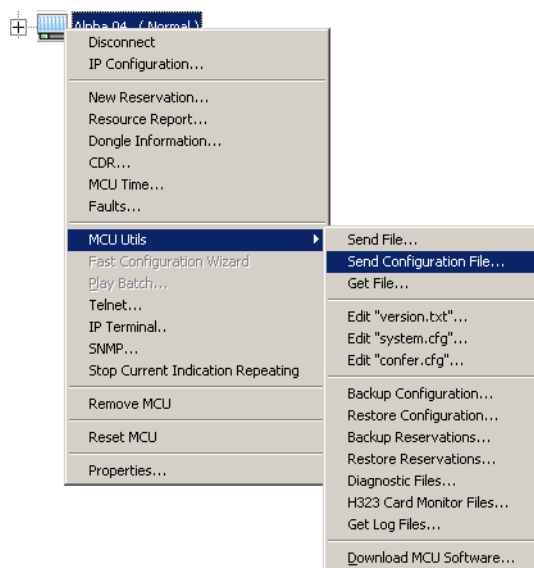 Alpha 04 ( Normal )
Disconnect
IP Configuration...
New Reservation...
Resource Report...
Dongle Information...
CDR...
MCU Time...
Faults...
MCU Utils
Fast Configuration Wizard
Play Batch...
Telnet...
IP Terminal..
SNMP...
Stop Current Indication Repeating
Remove MCU
Reset MCU
Properties...
Send File...
Send Configuration File...
Get File...
Edit "version.txt"...
Edit "system.cfg"...
Edit "confer.cfg"...
Backup Configuration...
Restore Configuration...
Backup Reservations...
Restore Reservations...
Diagnostic Files...
H323 Card Monitor Files...
Get Log Files...
Download MCU Software...